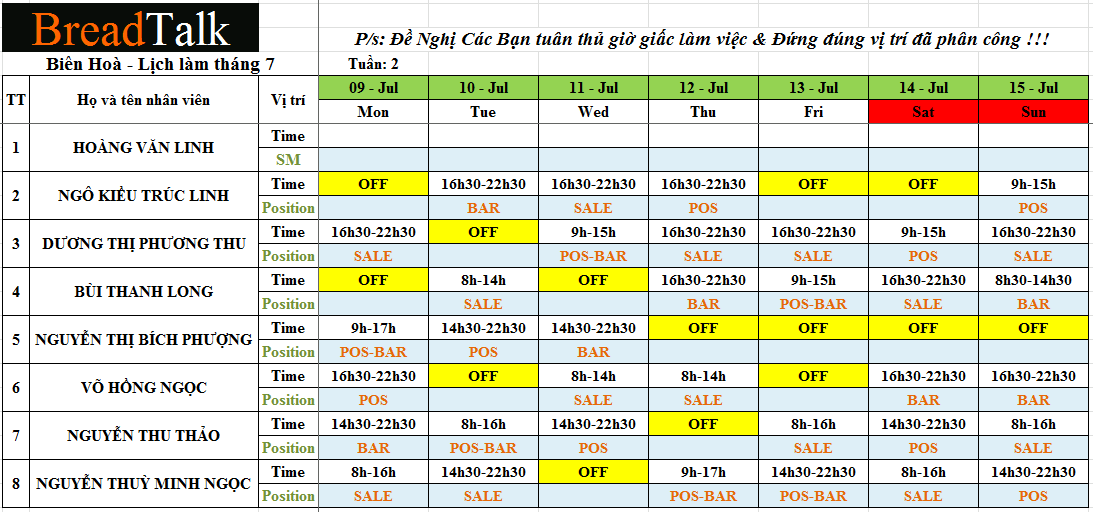 BreadTalk
P/s: Đề Nghị Các Bạn tuân thủ giờ giấc làm việc & Đứng đúng vị trí đã phân công !!!
Biên Hoà - Lịch làm tháng 7 Tuần: 2
TT Họ và tên nhân viên Vị trí 09 - Jul 10 - Jul 11 - Jul 12 - Jul 13 - Jul 14 - Jul 15 - Jul
Mon Tue Wed Thu Fri Sat Sun
1 HOÀNG VĂN LINH Time
SM
2 NGÔ KIỀU TRÚC LINH Time OFF 16h30-22h30 16h30-22h30 16h30-22h30 OFF OFF 9h-15h
Position BAR SALE POS POS
3 DƯƠNG THỊ PHƯƠNG THU Time 16h30-22h30 OFF 9h-15h 16h30-22h30 16h30-22h30 9h-15h 16h30-22h30
Position SALE POS-BAR SALE SALE POS SALE
4 BÙI THANH LONG Time OFF 8h-14h OFF 16h30-22h30 9h-15h 16h30-22h30 8h30-14h30
Position SALE BAR POS-BAR SALE BAR
5 NGUYỄN THỊ BÍCH PHƯỢNG Time 9h-17h 14h30-22h30 14h30-22h30 OFF OFF OFF OFF
Position POS-BAR POS BAR
6 VÕ HỒNG NGỌC Time 16h30-22h30 OFF 8h-14h 8h-14h OFF 16h30-22h30 16h30-22h30
Position POS SALE SALE BAR BAR
7 NGUYỄN THU THẢO Time 14h30-22h30 8h-16h 14h30-22h30 OFF 8h-16h 14h30-22h30 8h-16h
Position BAR POS-BAR POS SALE POS SALE
8 NGUYỄN THUỲ MINH NGỌC Time 8h-16h 14h30-22h30 OFF 9h-17h 14h30-22h30 8h-16h 14h30-22h30
Position SALE SALE POS-BAR POS-BAR SALE POS